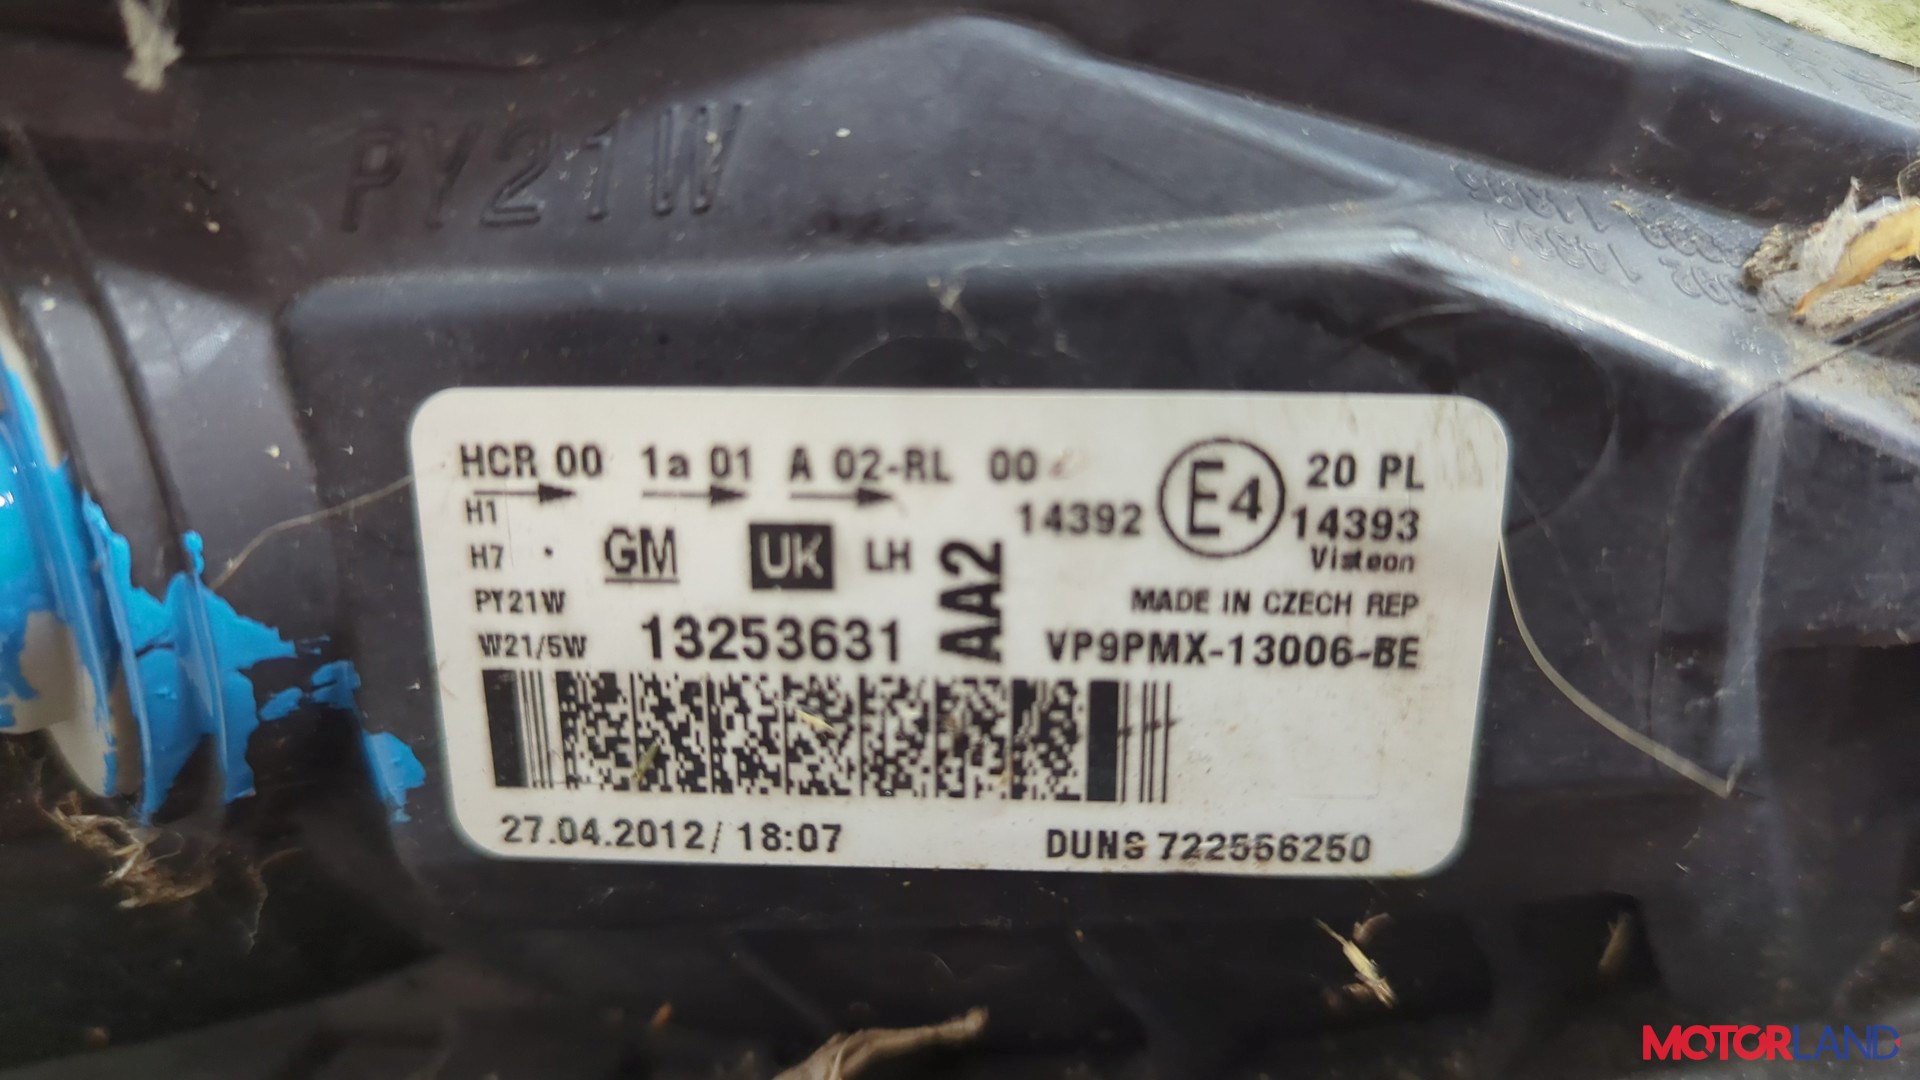 PY21W
HCR 00 1a 01 A 02-RL 00
20 PL
H1
14392 E4 14393
H7 GM UK LH AA2
Visteon
PY21W
MADE IN CZECH REP
W21/5W 13253631 VP9PMX-13006-BE
27.04.2012/ 18:07 DUNS 722556250
MOTORLAND